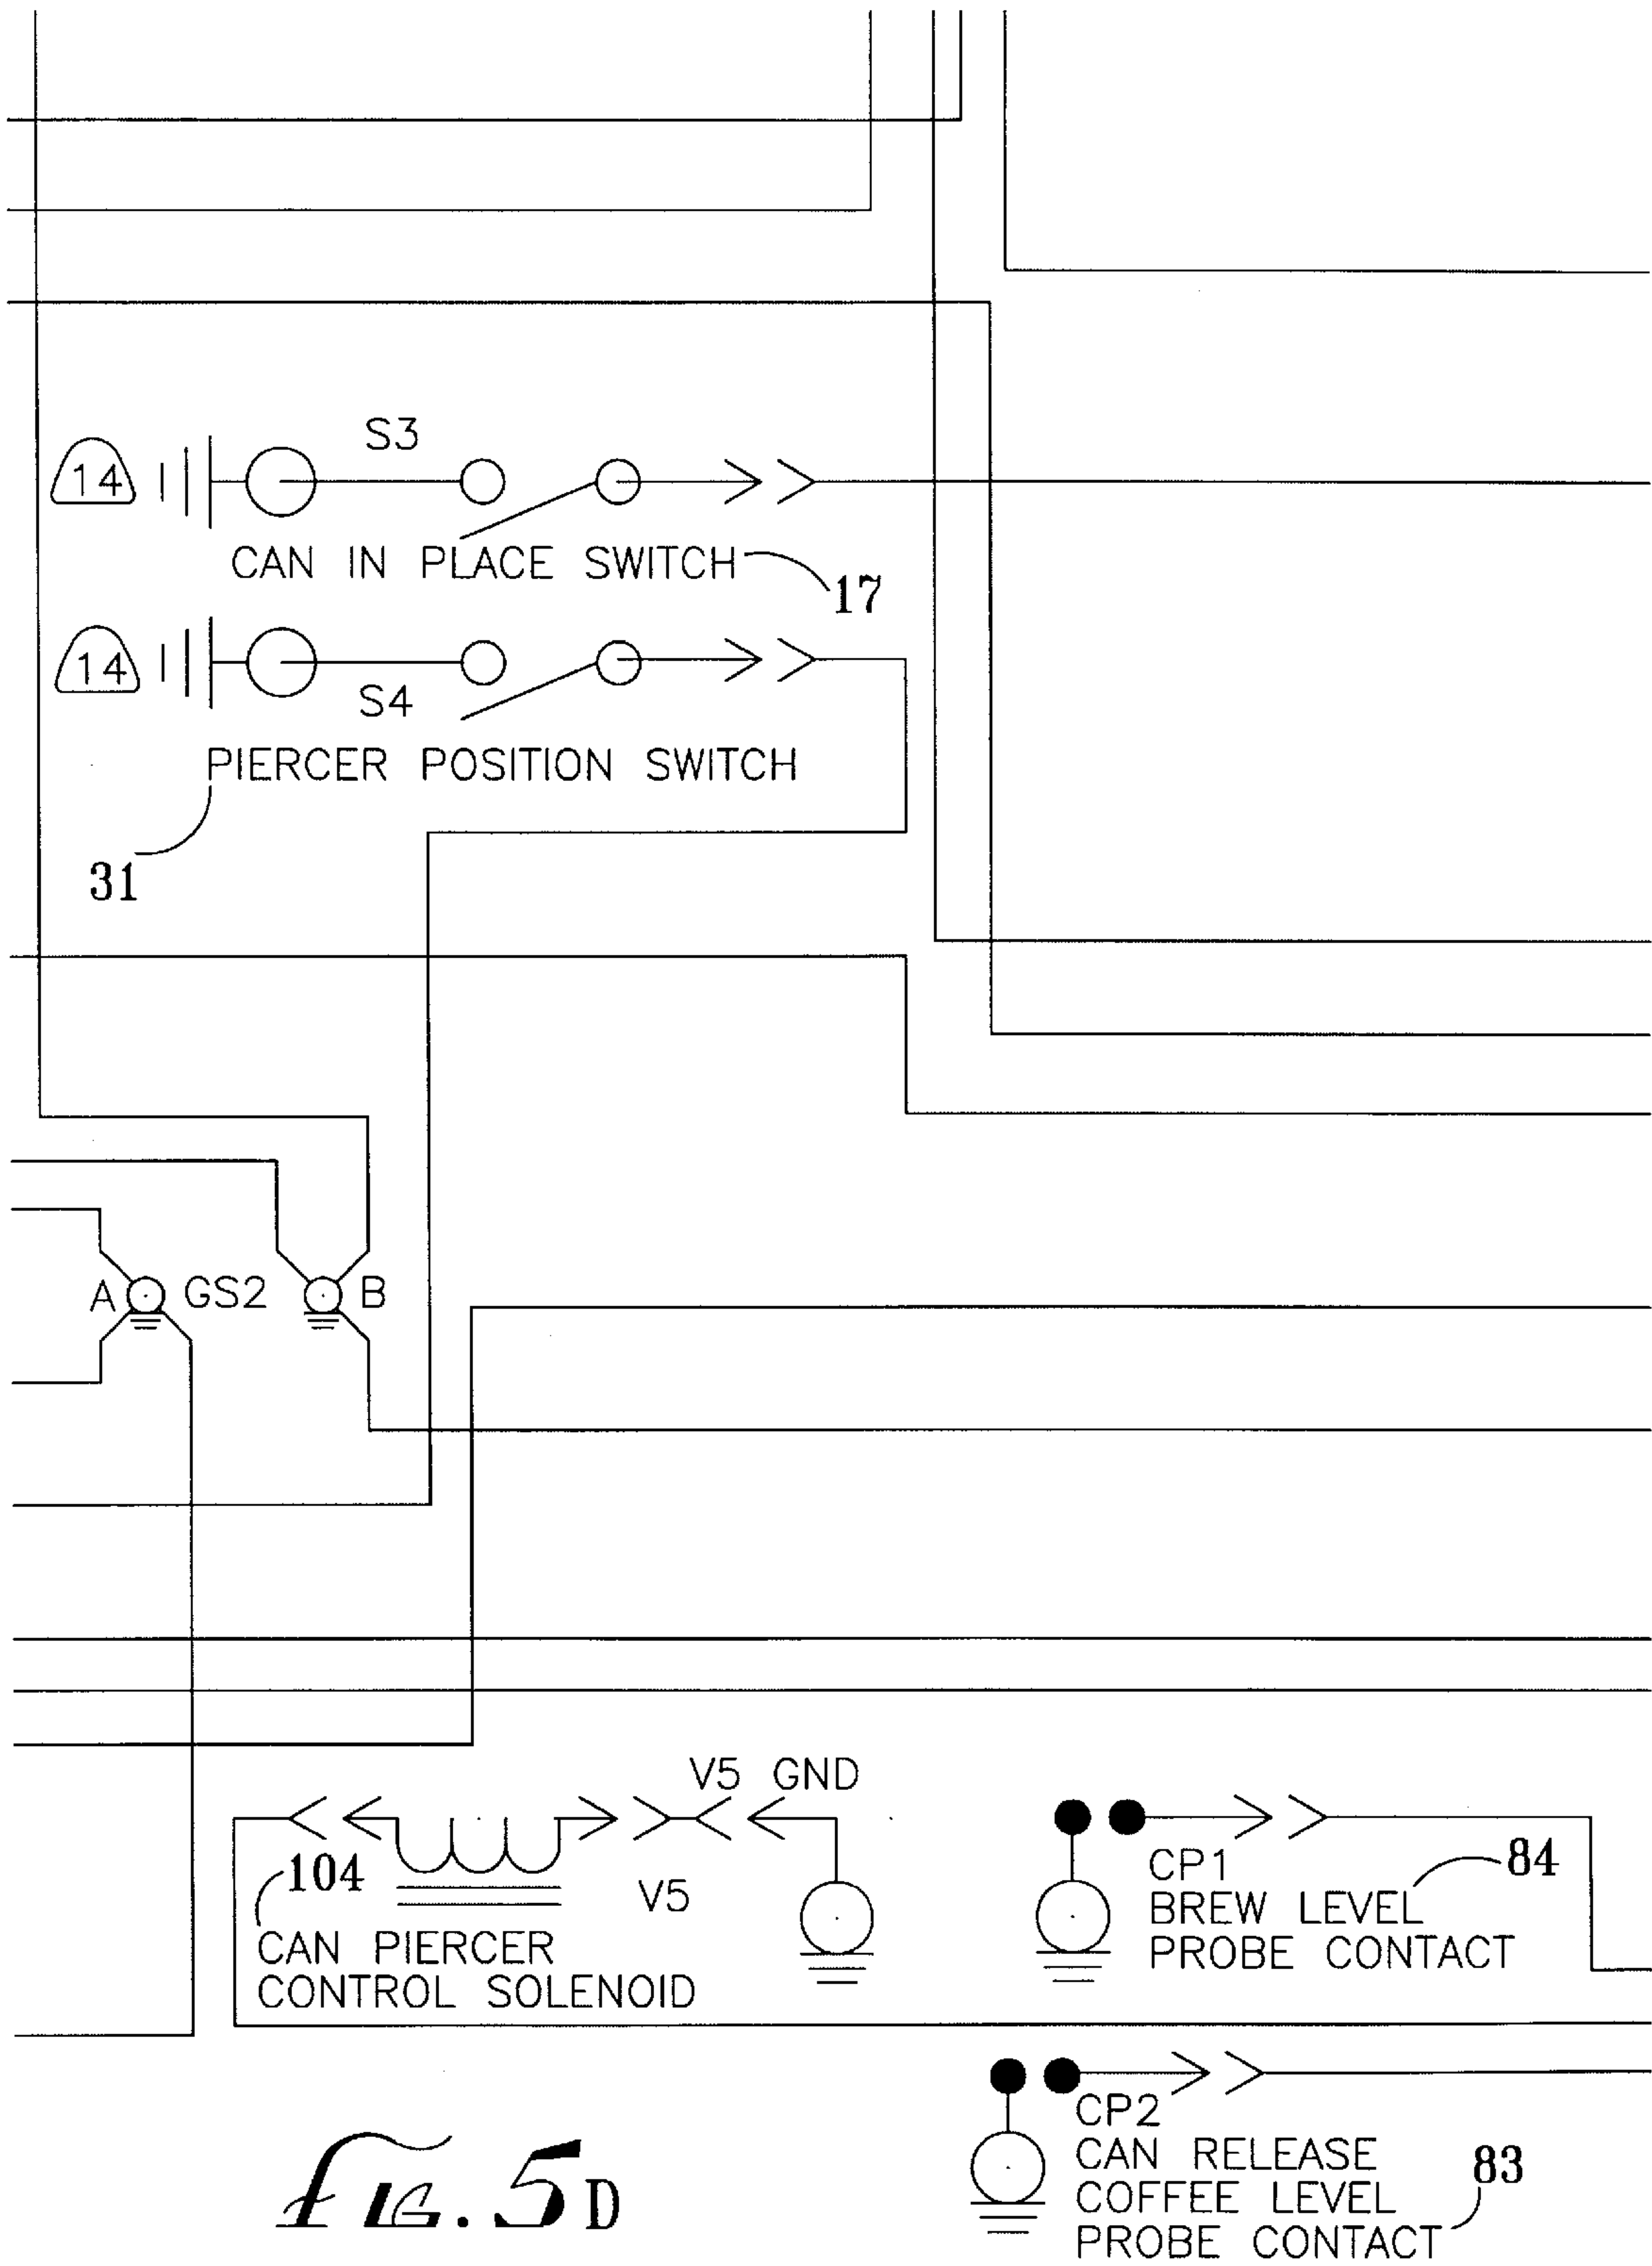 S3
14
CAN IN PLACE SWITCH
17
14
S4
PIERCER POSITION SWITCH
31
A GS2 B
V5 GND
104
V5
CAN PIERCER
CONTROL SOLENOID
CP1
84
BREW LEVEL
PROBE CONTACT
CP2
CAN RELEASE
83
COFFEE LEVEL
PROBE CONTACT
FIG. 5D